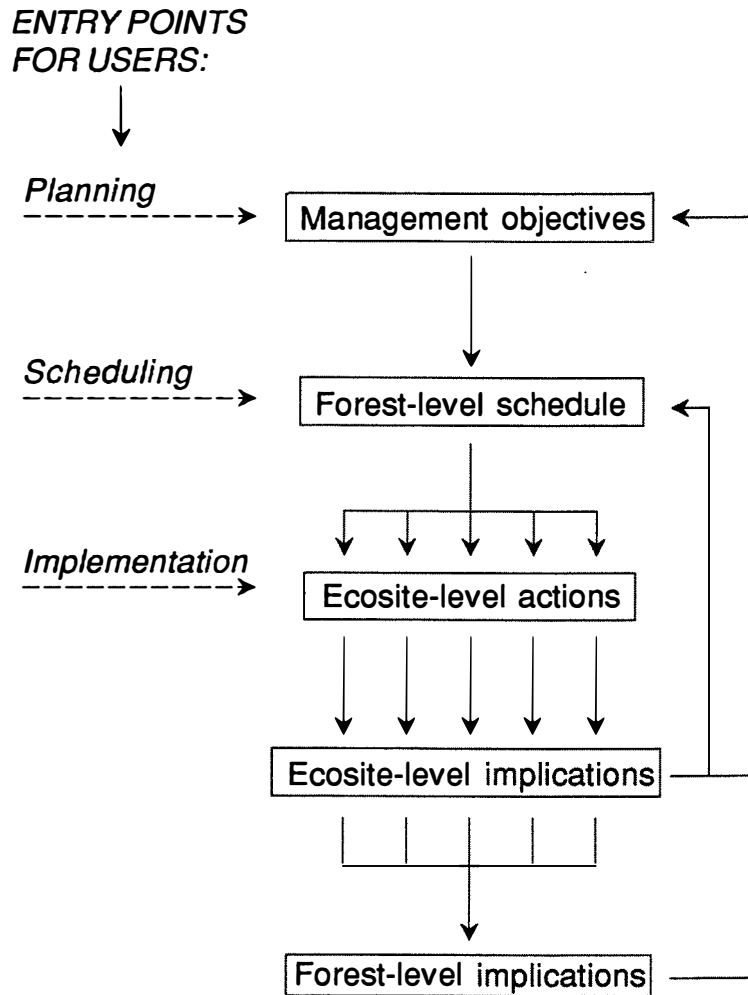 ENTRY POINTS
FOR USERS:
Planning
Management objectives
Scheduling
Forest-level schedule
Implementation
Ecosite-level actions
Ecosite-level implications
Forest-level implications